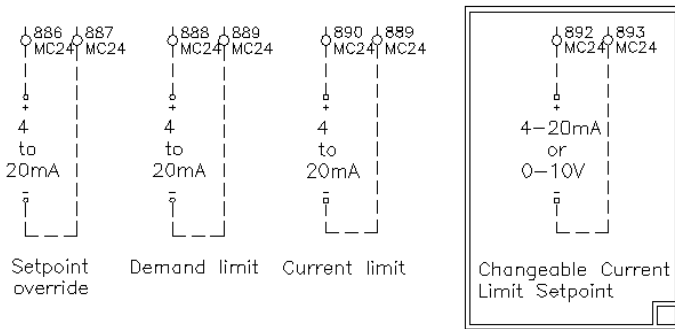 886 887
MC24 MC24
888 889
MC24 MC24
890 889
MC24 MC24
892 893
MC24 MC24
+
4
to
20mA
-
+
4
to
20mA
-
+
4
to
20mA
-
+
4-20mA
or
0-10V
-
Setpoint
override
Demand limit
Current limit
Changeable Current
Limit Setpoint